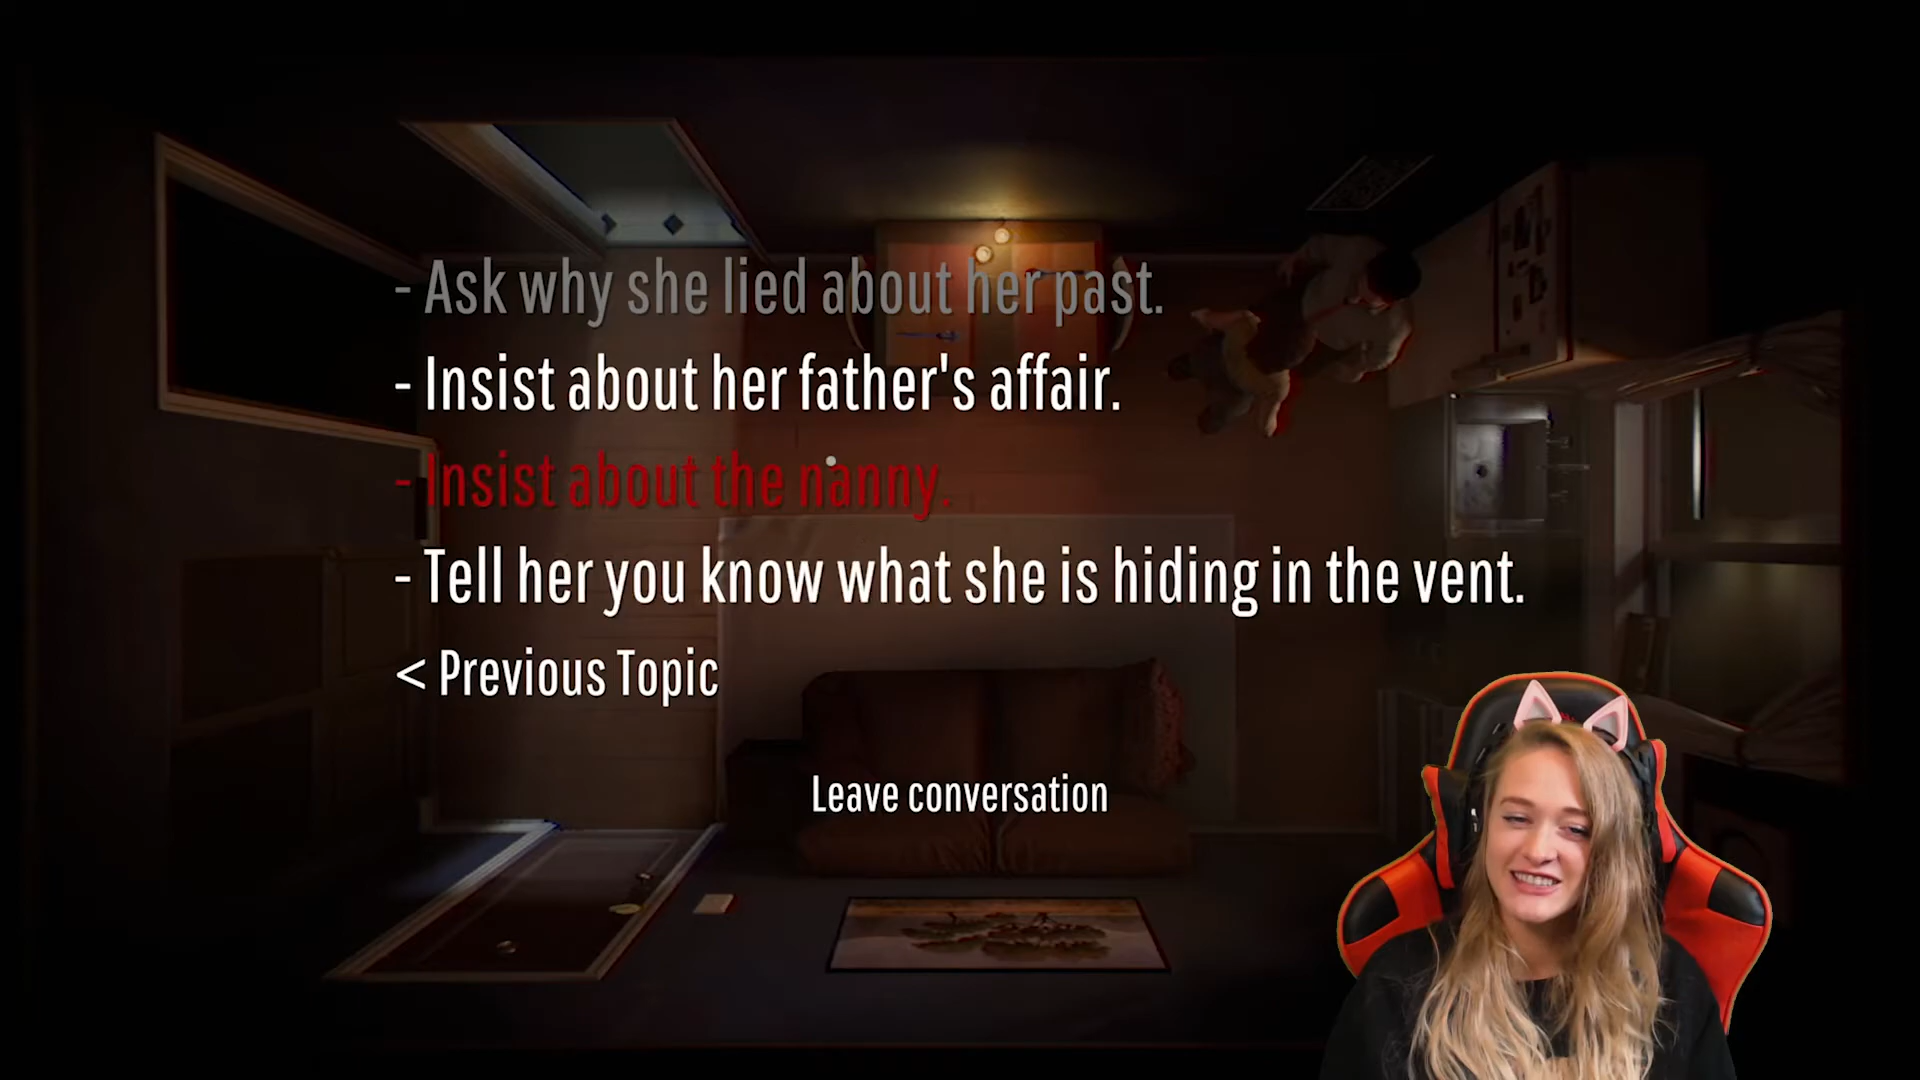 - Ask why she lied about her past.
- Insist about her father's affair.
- Insist about the nanny.
- Tell her you know what she is hiding in the vent.
< Previous Topic
Leave conversation